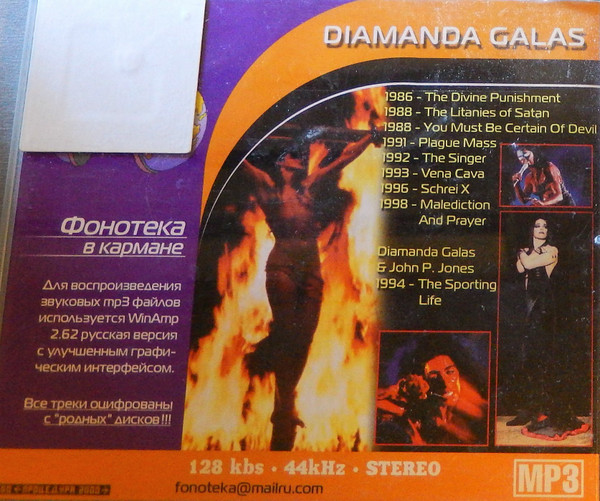 DIAMANDA GALAS
1986 - The Divine Punishment
1988 - The Litanies of Satan
1988 - You Must Be Certain Of Devil
1991 - Plague Mass
1992 - The Singer
1993 - Vena Cava
1996 - Schrei X
1998 - Malediction
And Prayer
Diamanda Galas
& John P. Jones
1994 - The Sporting
Life
Фонотека
в кармане
Для воспроизведения
звуковых mp3 файлов
используется WinAmp
2.62 русская версия
с улучшенным графи-
ческим интерфейсом.
Все треки оцифрованы
с "родных" дисков!!!
128 kbs · 44kHz · STEREO
fonoteka@mailru.com
MP3